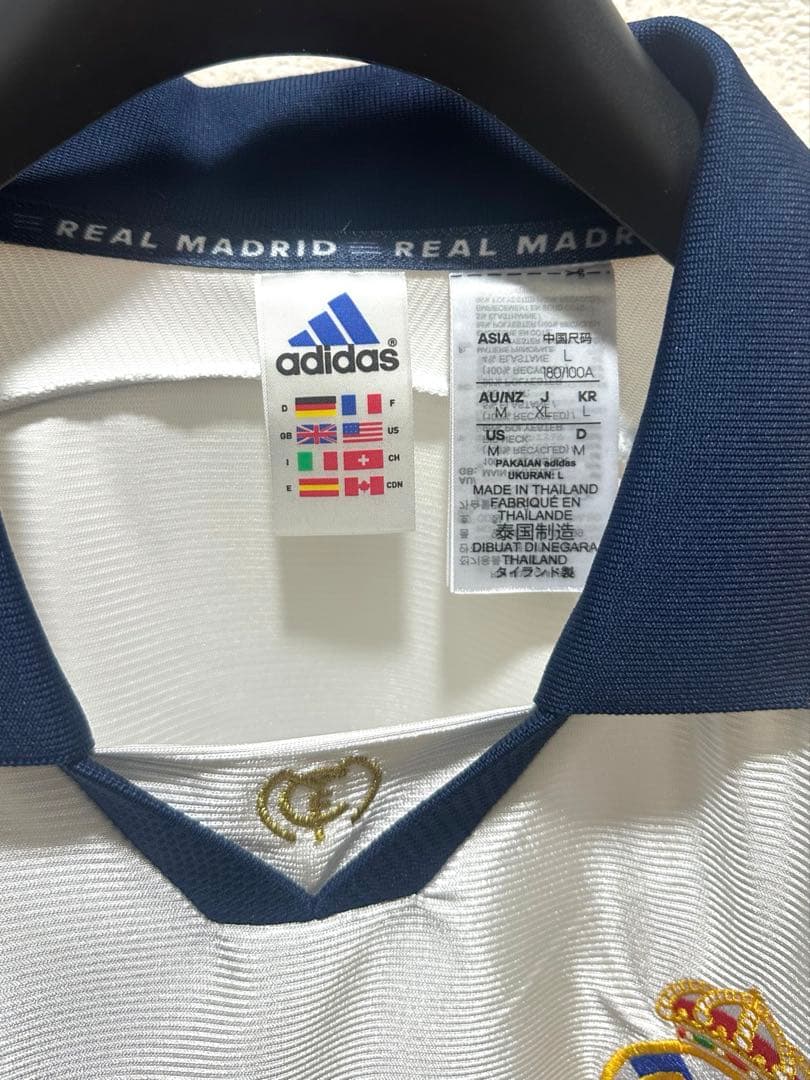 REAL MADRID REAL MADR
adidas®
D F
GB US
I CH
E CDN
ASIA 中国尺码
L
180/100A
AU/NZ J KR
M XL L
US D
M M
PAKAIAN adidas
UKURAN: L
MADE IN THAILAND
FABRIQUÉ EN
THAÏLANDE
泰国制造
DIBUAT DI NEGARA
THAILAND
タイランド製